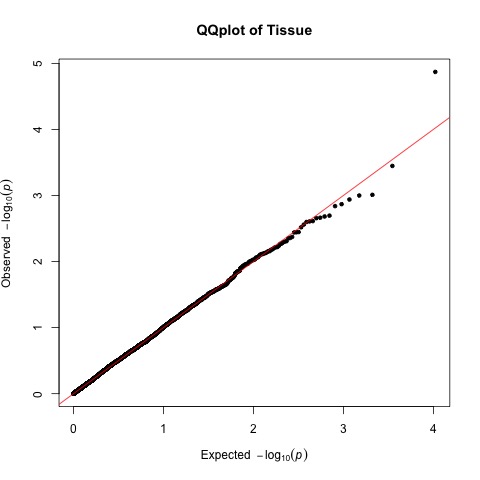 QQplot of Tissue
5
4
3
2
1
0
Observed −log10(p)
0 1 2 3 4
Expected −log10(p)